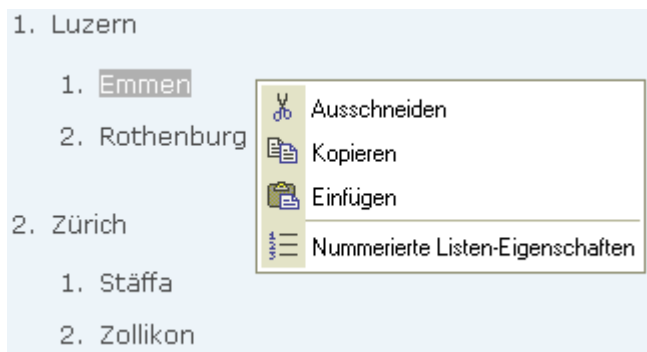 1. Luzern
1. Emmen
2. Rothenburg
2. Zürich
1. Stäffa
2. Zollikon
Ausschneiden
Kopieren
Einfügen
Nummerierte Listen-Eigenschaften